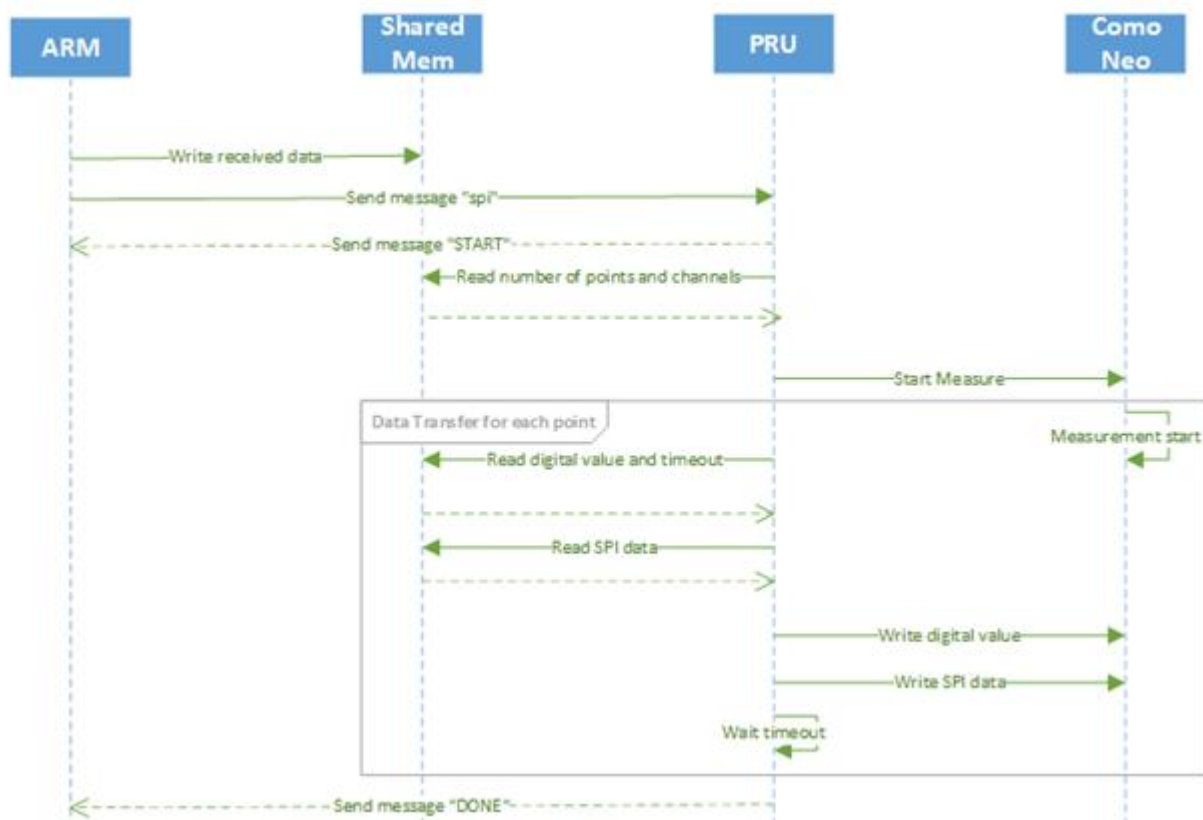 ARM
Shared
Mem
PRU
Como
Neo
Write received data
Send message "spi"
Send message "START"
Read number of points and channels
Start Measure
Data Transfer for each point
Measurement start
Read digital value and timeout
Read SPI data
Write digital value
Write SPI data
Wait timeout
Send message "DONE"